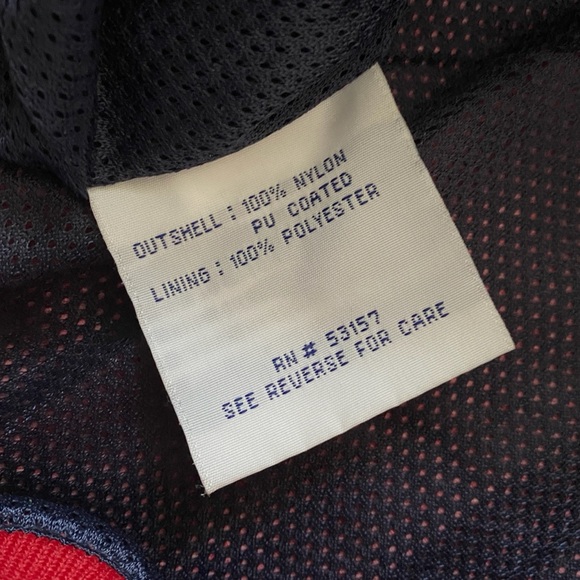 OUTSHELL : 100% NYLON
PU COATED
LINING : 100% POLYESTER
RN # 53157
SEE REVERSE FOR CARE